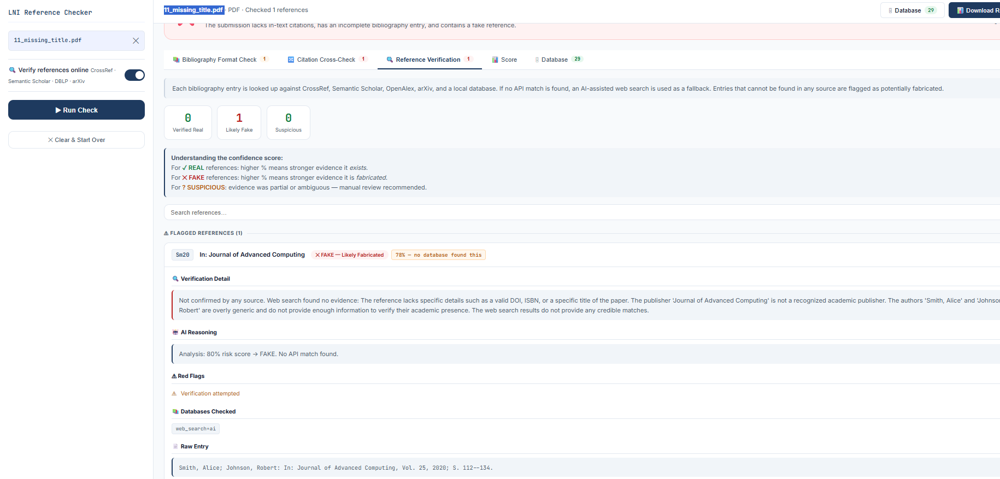 LNI Reference Checker
11_missing_title.pdf
Verify references online CrossRef ·
Semantic Scholar · DBLP · arXiv
▶ Run Check
✕ Clear & Start Over
11_missing_title.pdf · PDF · Checked 1 references
Database 29
Download
The submission lacks in-text citations, has an incomplete bibliography entry, and contains a fake reference.
Bibliography Format Check 1
Citation Cross-Check 1
Reference Verification 1
Score
Database 29
Each bibliography entry is looked up against CrossRef, Semantic Scholar, OpenAlex, arXiv, and a local database. If no API match is found, an AI-assisted web search is used as a fallback. Entries that cannot be found in any source are flagged as potentially fabricated.
0
Verified Real
1
Likely Fake
0
Suspicious
Understanding the confidence score:
For ✓ REAL references: higher % means stronger evidence it exists.
For ✕ FAKE references: higher % means stronger evidence it is fabricated.
For ? SUSPICIOUS: evidence was partial or ambiguous — manual review recommended.
Search references...
⚠ FLAGGED REFERENCES (1)
Sm20 In: Journal of Advanced Computing ✕ FAKE — Likely Fabricated 78% — no database found this
Verification Detail
Not confirmed by any source. Web search found no evidence: The reference lacks specific details such as a valid DOI, ISBN, or a specific title of the paper. The publisher 'Journal of Advanced Computing' is not a recognized academic publisher. The authors 'Smith, Alice' and
Robert' are overly generic and do not provide enough information to verify their academic presence. The web search results do not provide any credible matches.
AI Reasoning
Analysis: 80% risk score → FAKE. No API match found.
⚠ Red Flags
⚠ Verification attempted
Databases Checked
web_search+ai
Raw Entry
Smith, Alice; Johnson, Robert: In: Journal of Advanced Computing, Vol. 25, 2020; S. 112--134.